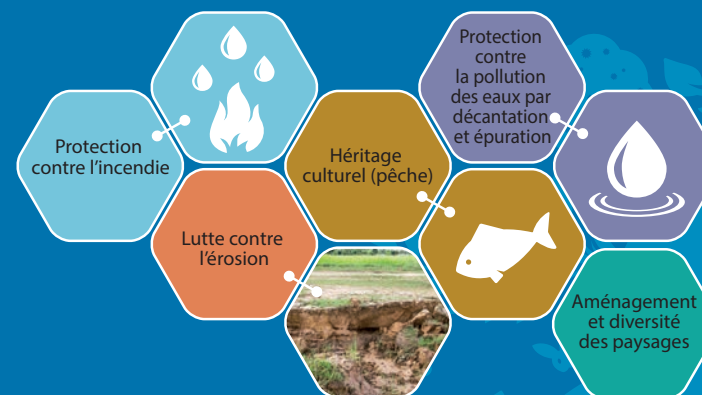 Protection
contre
la pollution
des eaux par
décantation
et épuration
Protection
contre l’incendie
Héritage
culturel (pêche)
Lutte contre
l’érosion
Aménagement
et diversité
des paysages